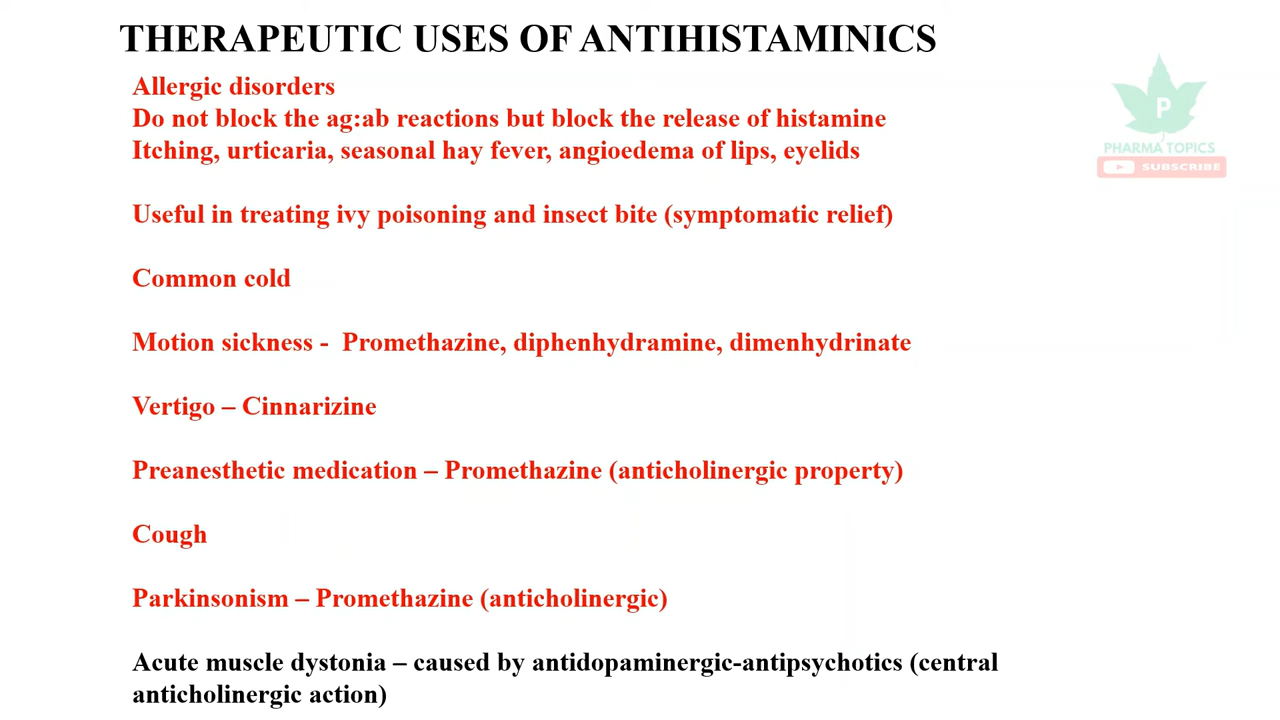 THERAPEUTIC USES OF ANTIHISTAMINICS
Allergic disorders
Do not block the ag:ab reactions but block the release of histamine
Itching, urticaria, seasonal hay fever, angioedema of lips, eyelids
Useful in treating ivy poisoning and insect bite (symptomatic relief)
Common cold
Motion sickness - Promethazine, diphenhydramine, dimenhydrinate
Vertigo – Cinnarizine
Preanesthetic medication – Promethazine (anticholinergic property)
Cough
Parkinsonism – Promethazine (anticholinergic)
Acute muscle dystonia – caused by antidopaminergic-antipsychotics (central
anticholinergic action)
P
PHARMA TOPICS
SUBSCRIBE